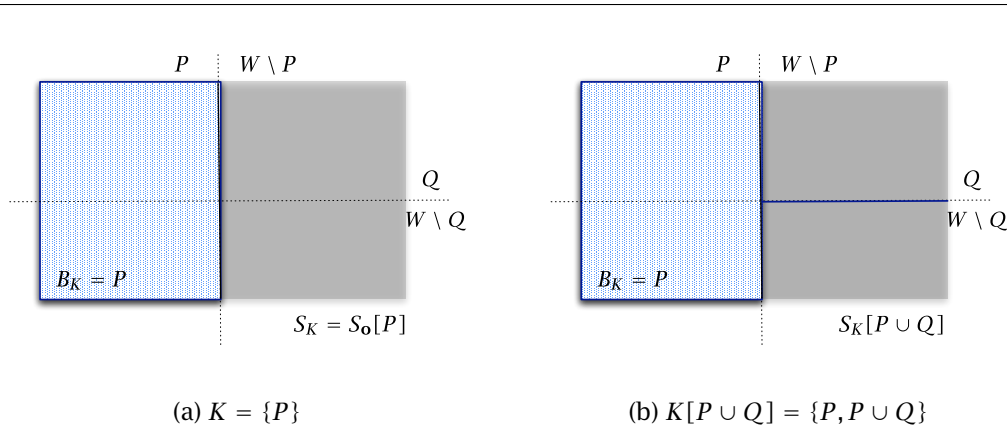 P W \ P
Q
W \ Q
B_K = P
S_K = S_o[P]
(a) K = {P}
P W \ P
Q
W \ Q
B_K = P
S_K[P ∪ Q]
(b) K[P ∪ Q] = {P, P ∪ Q}